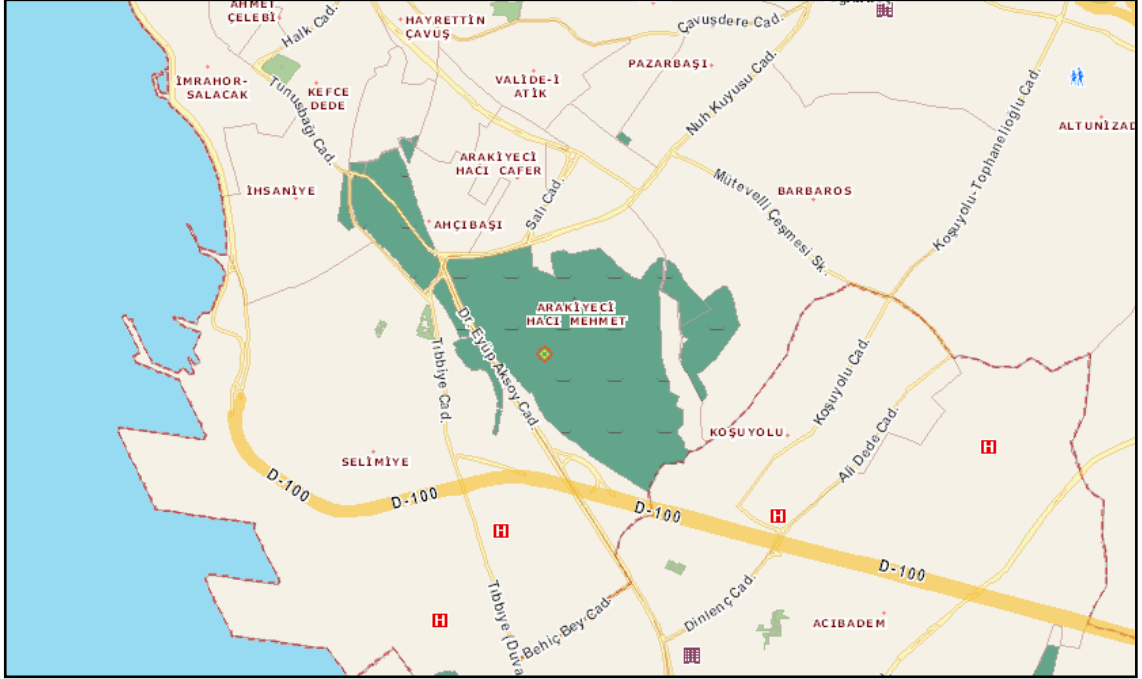 AHMET
ÇELEBİ
Halk Cad.
HAYRETTİN
ÇAVUŞ
Çavuşdere Cad.
İMRAHOR-
SALACAK
KEFCE
DEDE
VALİDE-İ
ATİK
PAZARBAŞI
Nuh Kuyusu Cad.
Tunusbağı Cad.
ALTUNİZAD
Koşuyolu-Tophanelioğlu Cad.
ARAKİYECİ
HACI CAFER
İHSANİYE
Salı Cad.
Mütevelli Çeşmesi Sk.
BARBAROS
AHÇIBAŞI
ARAKİYECİ
HACI MEHMET
Dr. Eyüp Aksoy Cad.
Tıbbiye Cad.
Koşuyolu Cad.
KOŞUYOLU
Ali Dede Cad.
SELİMİYE
H
D-100
D-100
D-100
H
H
D-100
Tıbbiye (Duva
Behiç Bey Cad.
Dinlenç Cad.
H
ACIBADEM